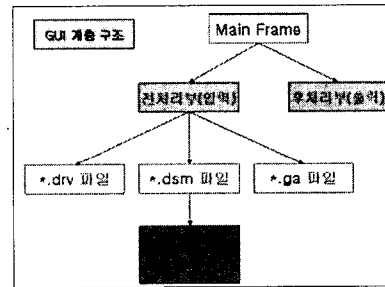 GUI 계층 구조
Main Frame
전처리부(입력)
후처리부(출력)
*.drv 파일
*.dsm 파일
*.ga 파일